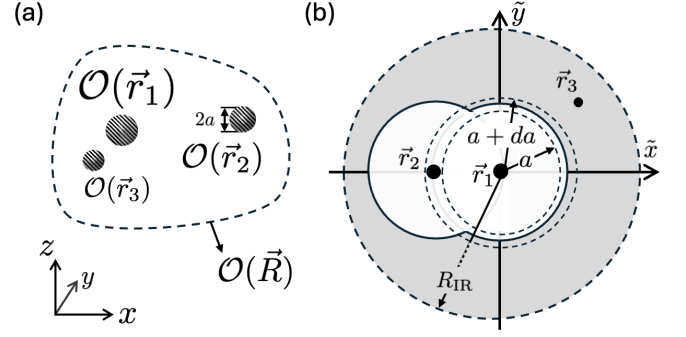 (a)
𝒪(r⃗₁)
2a
𝒪(r⃗₂)
𝒪(r⃗₃)
𝒪(R⃗)
z
y
x
(b)
ỹ
r⃗₃
x̃
a + da
a
r⃗₂
r⃗₁
R_IR